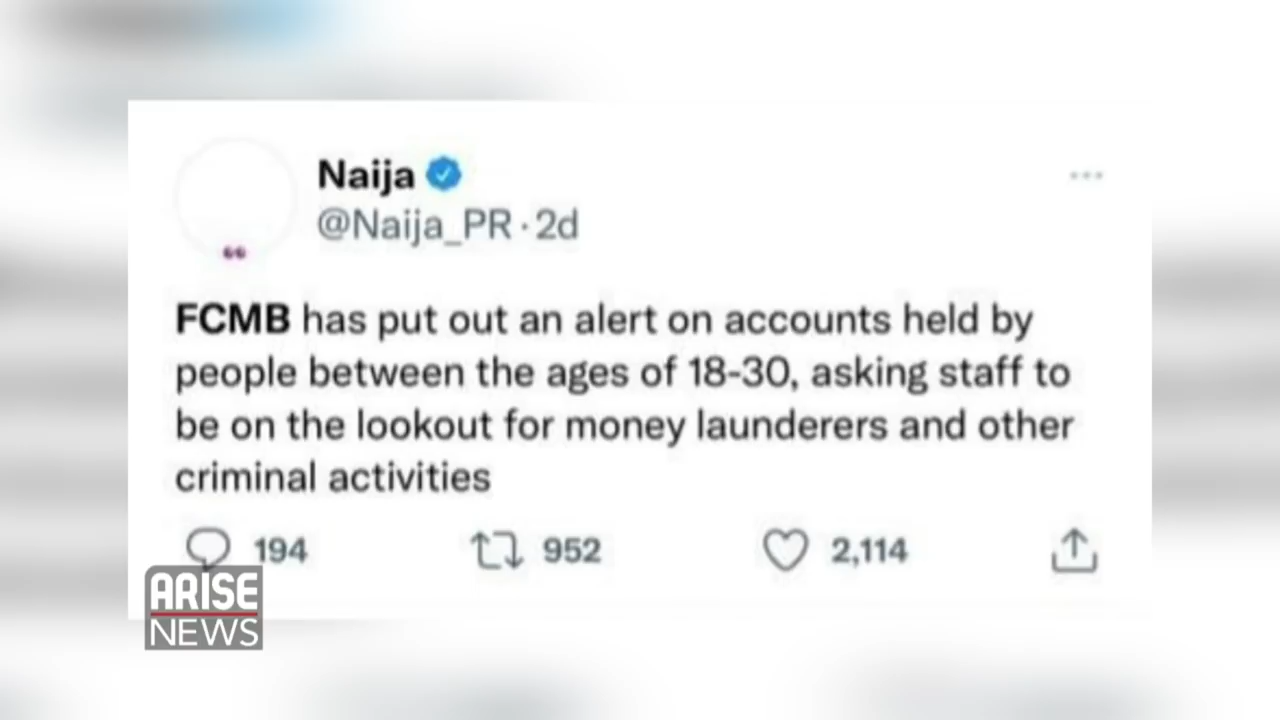 Naija
@Naija_PR · 2d
FCMB has put out an alert on accounts held by
people between the ages of 18-30, asking staff to
be on the lookout for money launderers and other
criminal activities
194 952 2,114
ARISE
NEWS